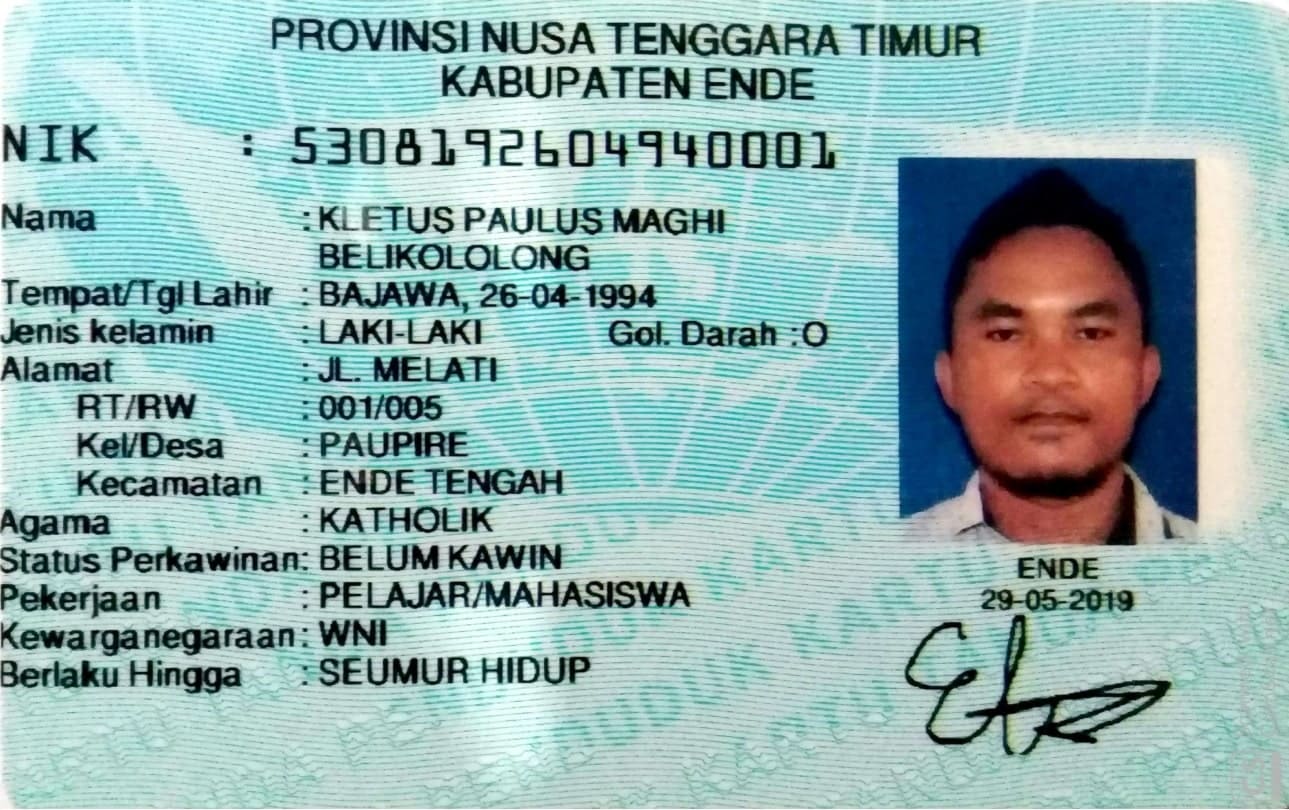 PROVINSI NUSA TENGGARA TIMUR
KABUPATEN ENDE
NIK : 5308192604940001
Nama : KLETUS PAULUS MAGHI
BELIKOLOLONG
Tempat/Tgl Lahir : BAJAWA, 26-04-1994
Jenis kelamin : LAKI-LAKI Gol. Darah : O
Alamat : JL. MELATI
RT/RW : 001/005
Kel/Desa : PAUPIRE
Kecamatan : ENDE TENGAH
Agama : KATHOLIK
Status Perkawinan : BELUM KAWIN
Pekerjaan : PELAJAR/MAHASISWA
Kewarganegaraan : WNI
Berlaku Hingga : SEUMUR HIDUP
ENDE
29-05-2019